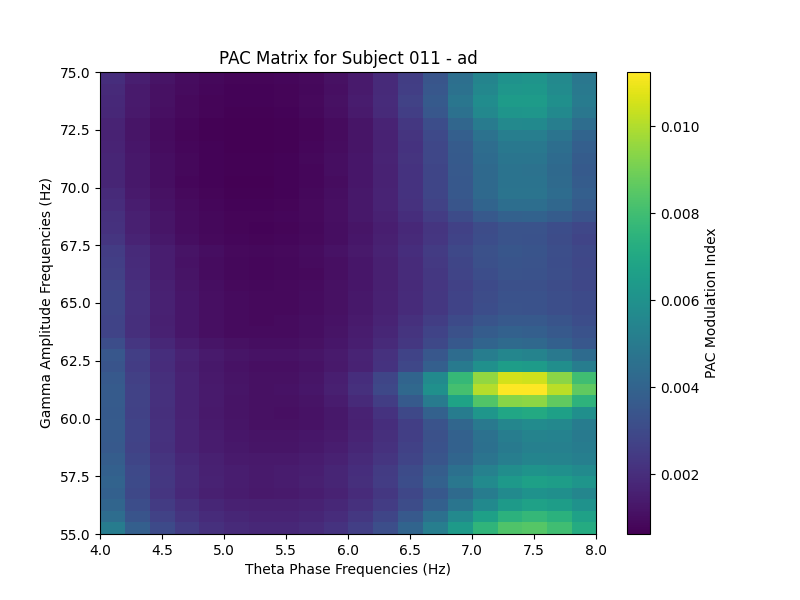 PAC Matrix for Subject 011 - ad
75.0
72.5
70.0
67.5
65.0
62.5
60.0
57.5
55.0
Gamma Amplitude Frequencies (Hz)
4.0 4.5 5.0 5.5 6.0 6.5 7.0 7.5 8.0
Theta Phase Frequencies (Hz)
0.010
0.008
0.006
0.004
0.002
PAC Modulation Index